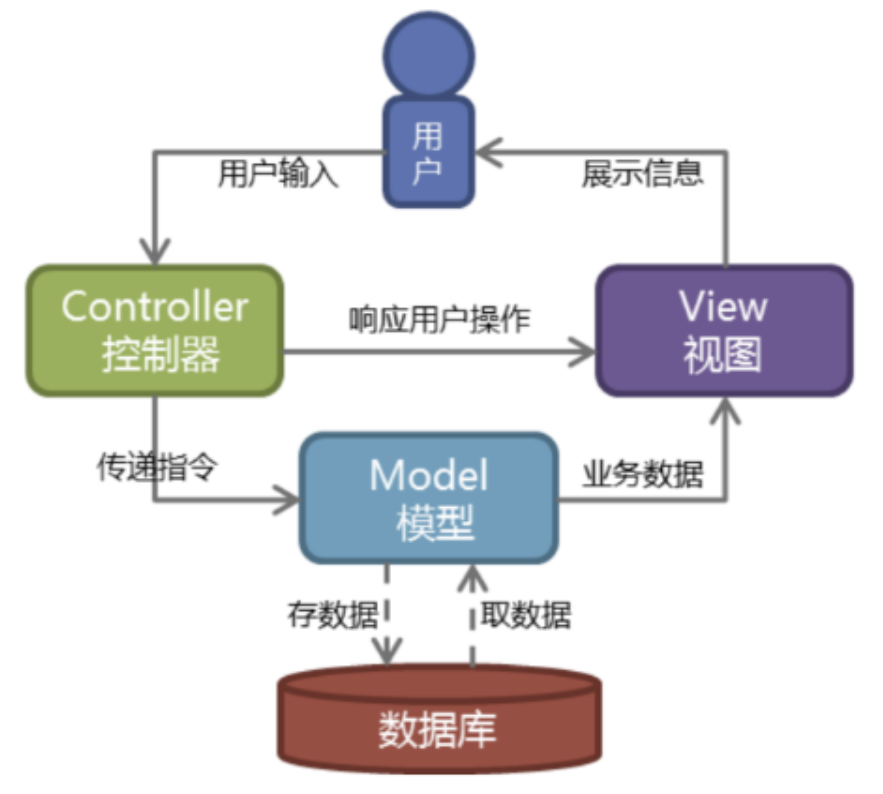 用
户
用户输入
展示信息
Controller
控制器
响应用户操作
View
视图
传递指令
Model
模型
业务数据
存数据
取数据
数据库